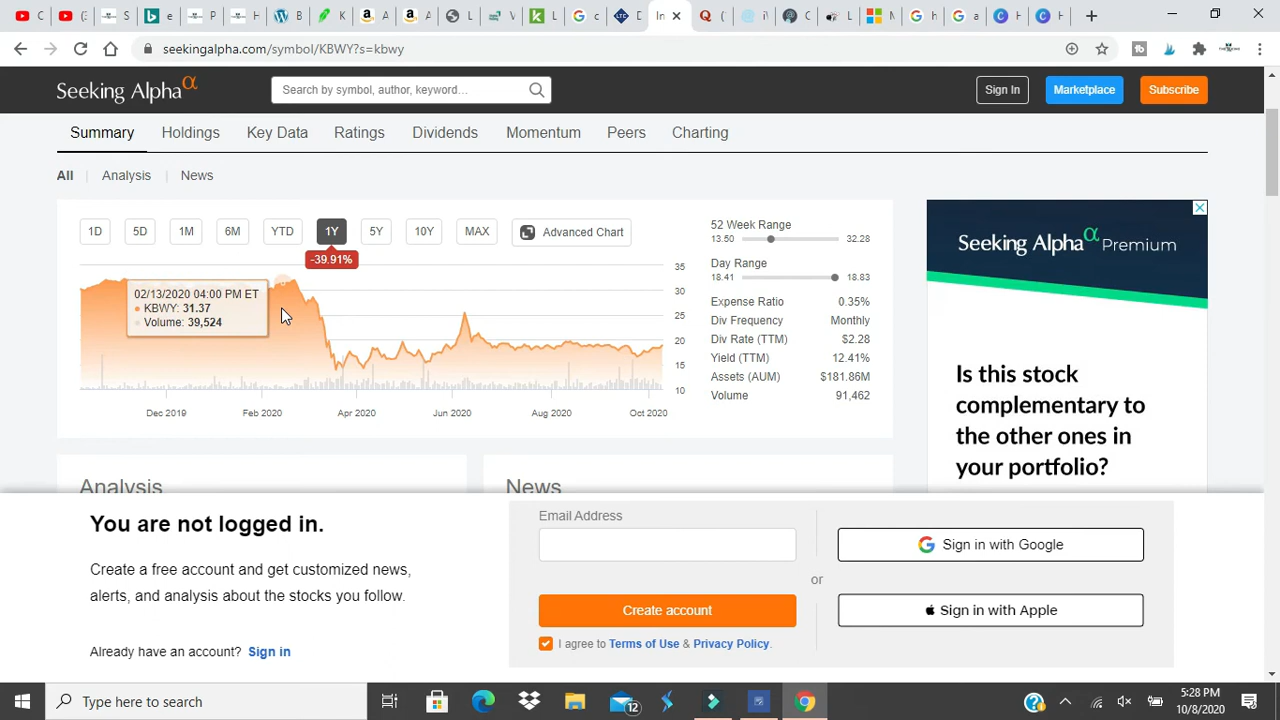 seekingalpha.com/symbol/KBWY?s=kbwy
Seeking Alpha α
Search by symbol, author, keyword...
Sign In
Marketplace
Subscribe
Summary
Holdings
Key Data
Ratings
Dividends
Momentum
Peers
Charting
All
Analysis
News
1D
5D
1M
6M
YTD
1Y
5Y
10Y
MAX
Advanced Chart
-39.91%
02/13/2020 04:00 PM ET
KBWY: 31.37
Volume: 39,524
35
30
25
20
15
10
Dec 2019
Feb 2020
Apr 2020
Jun 2020
Aug 2020
Oct 2020
52 Week Range
13.50 32.28
Day Range
18.41 18.83
Expense Ratio 0.35%
Div Frequency Monthly
Div Rate (TTM) $2.28
Yield (TTM) 12.41%
Assets (AUM) $181.86M
Volume 91,462
Seeking Alpha α Premium
Is this stock
complementary to
the other ones in
your portfolio?
Analysis
News
You are not logged in.
Create a free account and get customized news,
alerts, and analysis about the stocks you follow.
Already have an account? Sign in
Email Address
Create account
I agree to Terms of Use & Privacy Policy.
or
Sign in with Google
Sign in with Apple
Type here to search
12
5:28 PM
10/8/2020